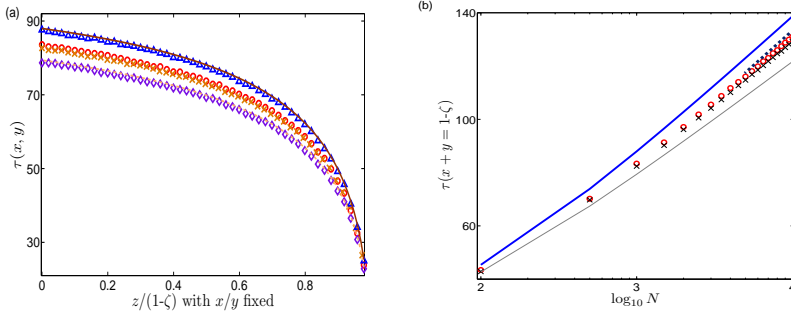 (a)
90
70
50
30
τ(x, y)
0
0.2
0.4
0.6
0.8
z/(1-ζ) with x/y fixed
(b)
140
100
60
τ(x + y = 1-ζ)
2
3
4
log₁₀ N